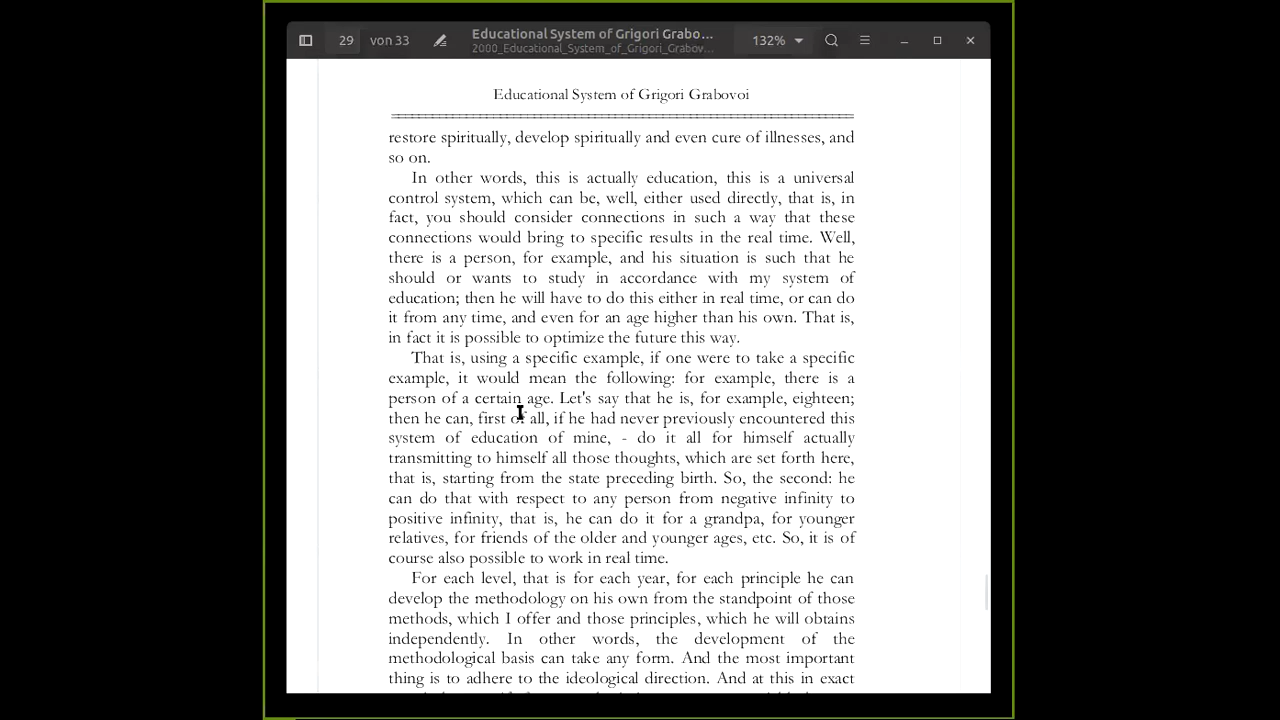 29 von 33
Educational System of Grigori Grabo...
2000_Educational_System_of_Grigori_Grabov...
132%
Educational System of Grigori Grabovoi
restore spiritually, develop spiritually and even cure of illnesses, and
so on.
In other words, this is actually education, this is a universal
control system, which can be, well, either used directly, that is, in
fact, you should consider connections in such a way that these
connections would bring to specific results in the real time. Well,
there is a person, for example, and his situation is such that he
should or wants to study in accordance with my system of
education; then he will have to do this either in real time, or can do
it from any time, and even for an age higher than his own. That is,
in fact it is possible to optimize the future this way.
That is, using a specific example, if one were to take a specific
example, it would mean the following: for example, there is a
person of a certain age. Let's say that he is, for example, eighteen;
then he can, first of all, if he had never previously encountered this
system of education of mine, - do it all for himself actually
transmitting to himself all those thoughts, which are set forth here,
that is, starting from the state preceding birth. So, the second: he
can do that with respect to any person from negative infinity to
positive infinity, that is, he can do it for a grandpa, for younger
relatives, for friends of the older and younger ages, etc. So, it is of
course also possible to work in real time.
For each level, that is for each year, for each principle he can
develop the methodology on his own from the standpoint of those
methods, which I offer and those principles, which he will obtains
independently. In other words, the development of the
methodological basis can take any form. And the most important
thing is to adhere to the ideological direction. And at this in exact